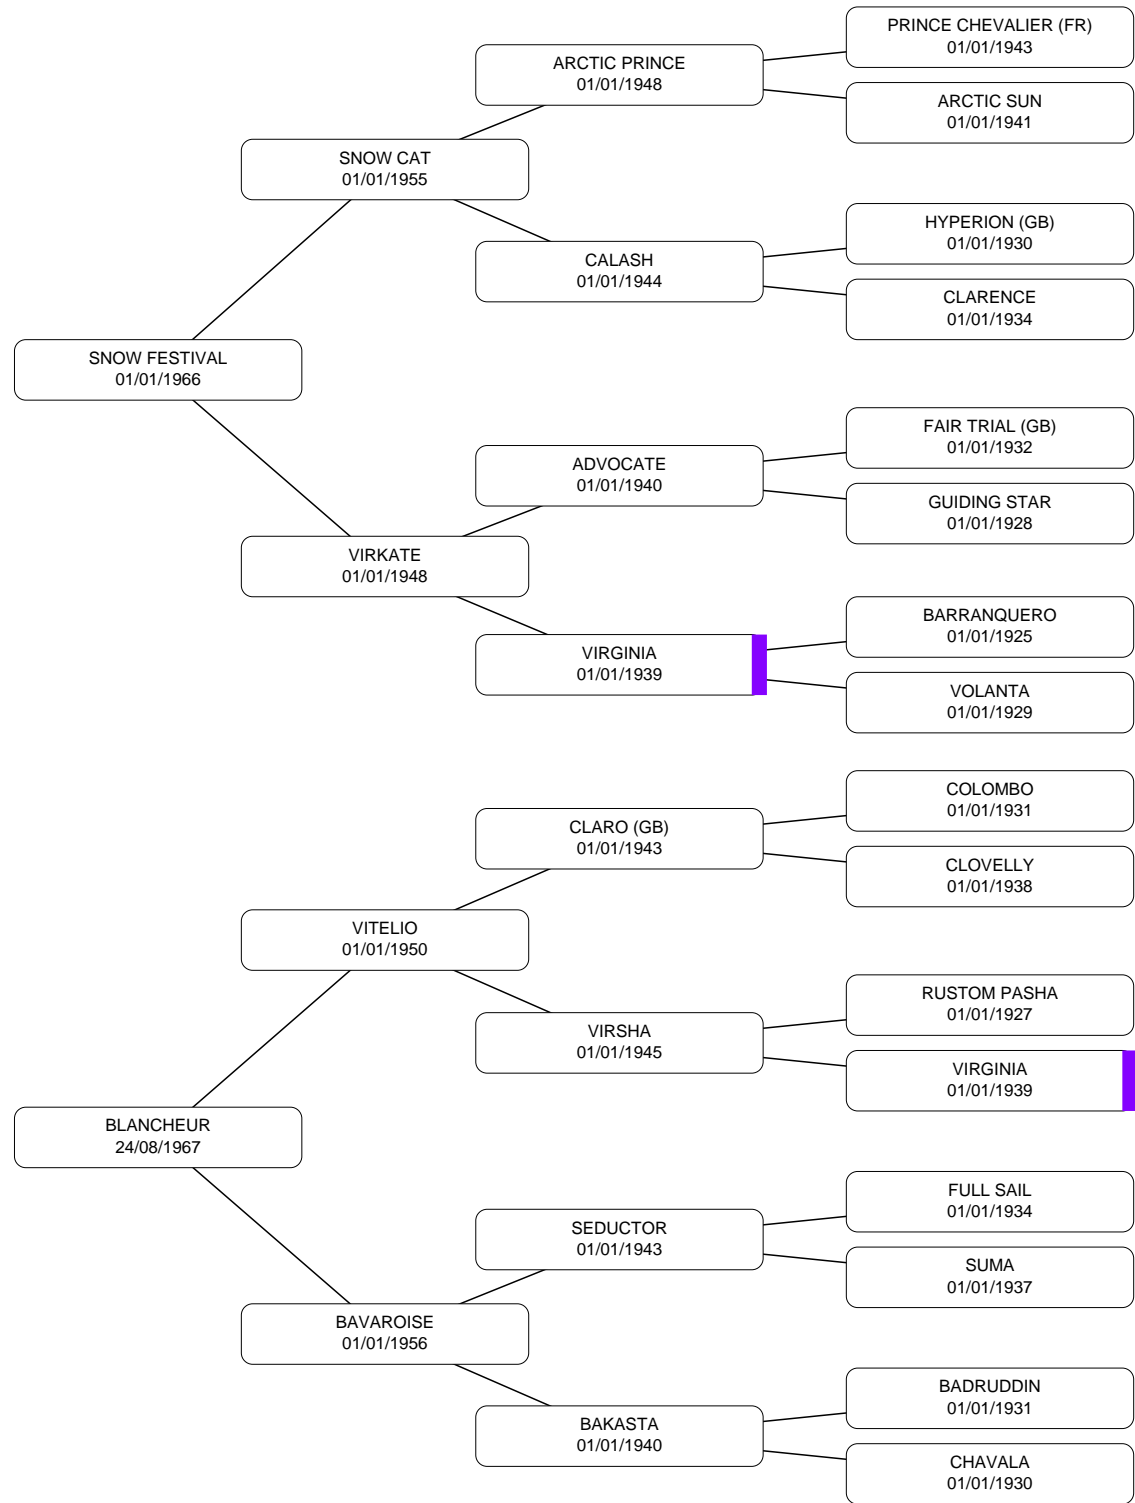 PRINCE CHEVALIER (FR)
01/01/1943
ARCTIC PRINCE
01/01/1948
ARCTIC SUN
01/01/1941
SNOW CAT
01/01/1955
HYPERION (GB)
01/01/1930
CALASH
01/01/1944
CLARENCE
01/01/1934
SNOW FESTIVAL
01/01/1966
FAIR TRIAL (GB)
01/01/1932
ADVOCATE
01/01/1940
GUIDING STAR
01/01/1928
VIRKATE
01/01/1948
BARRANQUERO
01/01/1925
VIRGINIA
01/01/1939
VOLANTA
01/01/1929
COLOMBO
01/01/1931
CLARO (GB)
01/01/1943
CLOVELLY
01/01/1938
VITELIO
01/01/1950
RUSTOM PASHA
01/01/1927
VIRSHA
01/01/1945
VIRGINIA
01/01/1939
BLANCHEUR
24/08/1967
FULL SAIL
01/01/1934
SEDUCTOR
01/01/1943
SUMA
01/01/1937
BAVAROISE
01/01/1956
BADRUDDIN
01/01/1931
BAKASTA
01/01/1940
CHAVALA
01/01/1930